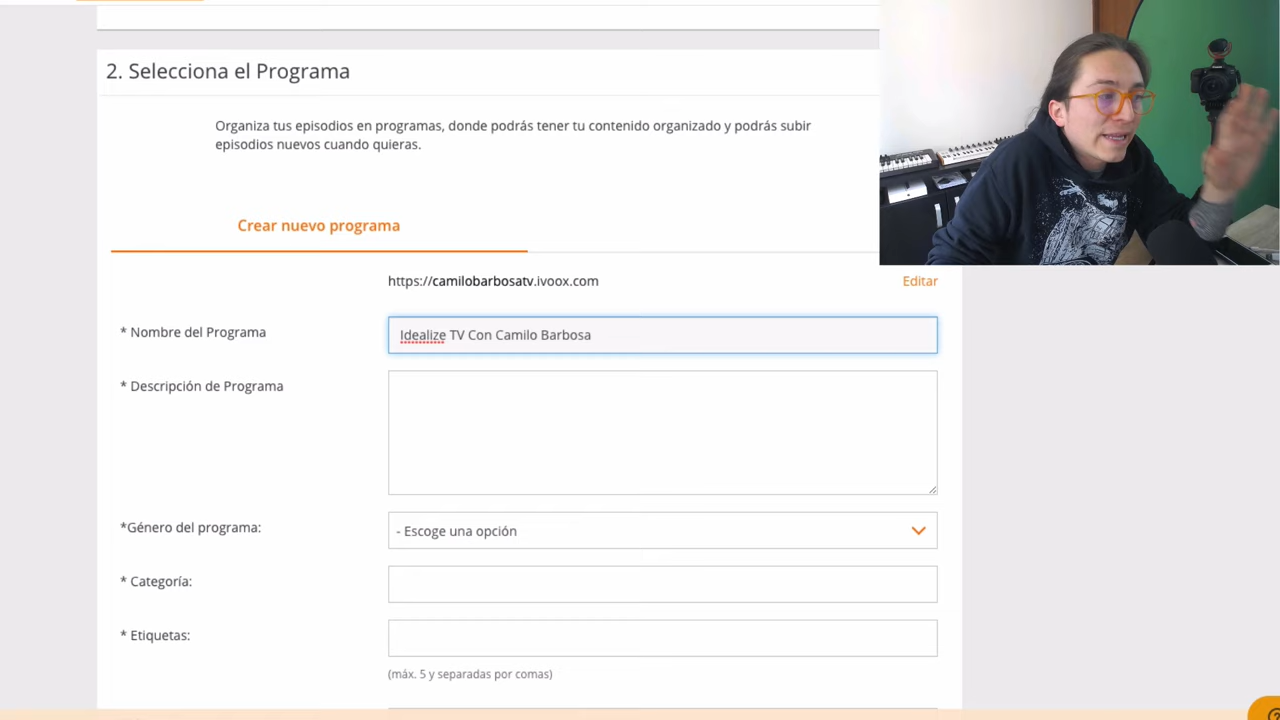 2. Selecciona el Programa
Organiza tus episodios en programas, donde podrás tener tu contenido organizado y podrás subir
episodios nuevos cuando quieras.
Crear nuevo programa
https://camilobarbosatv.ivoox.com
Editar
* Nombre del Programa
Idealize TV Con Camilo Barbosa
* Descripción de Programa
*Género del programa:
- Escoge una opción
* Categoría:
* Etiquetas:
(máx. 5 y separadas por comas)